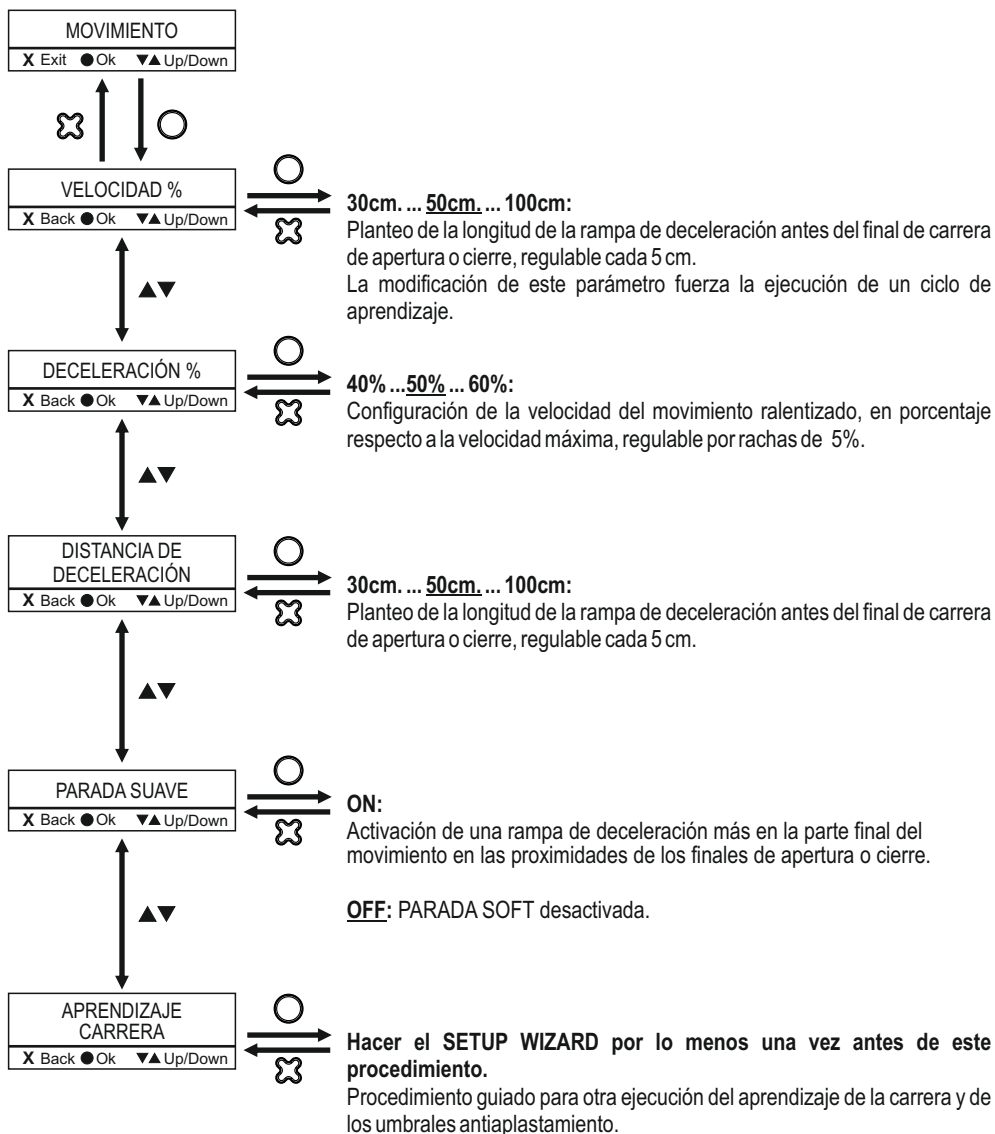 MOVIMIENTO
X Exit ●Ok ▼▲Up/Down
VELOCIDAD %
X Back ●Ok ▼▲Up/Down
30cm. ... 50cm. ... 100cm:
Planteo de la longitud de la rampa de deceleración antes del final de carrera
de apertura o cierre, regulable cada 5 cm.
La modificación de este parámetro fuerza la ejecución de un ciclo de
aprendizaje.
▲▼
DECELERACIÓN %
X Back ●Ok ▼▲Up/Down
40% ...50% ... 60%:
Configuración de la velocidad del movimiento ralentizado, en porcentaje
respecto a la velocidad máxima, regulable por rachas de 5%.
▲▼
DISTANCIA DE
DECELERACIÓN
X Back ●Ok ▼▲Up/Down
30cm. ... 50cm. ... 100cm:
Planteo de la longitud de la rampa de deceleración antes del final de carrera
de apertura o cierre, regulable cada 5 cm.
▲▼
PARADA SUAVE
X Back ●Ok ▼▲Up/Down
ON:
Activación de una rampa de deceleración más en la parte final del
movimiento en las proximidades de los finales de apertura o cierre.
OFF: PARADA SOFT desactivada.
▲▼
APRENDIZAJE
CARRERA
X Back ●Ok ▼▲Up/Down
Hacer el SETUP WIZARD por lo menos una vez antes de este
procedimiento.
Procedimiento guiado para otra ejecución del aprendizaje de la carrera y de
los umbrales antiaplastamiento.